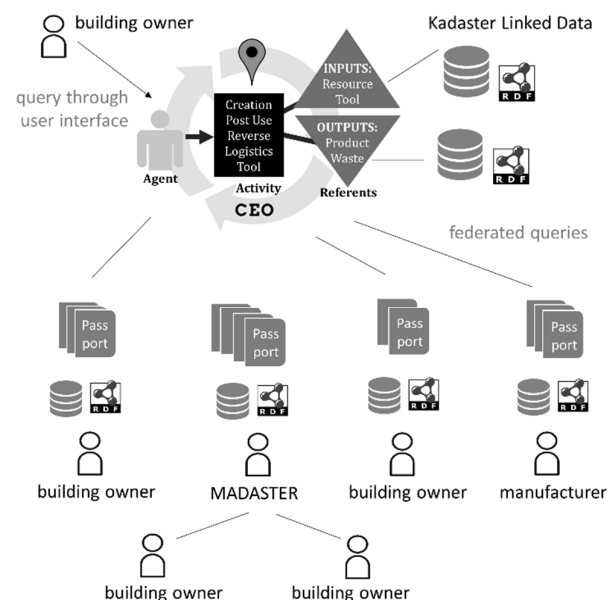 building owner
Kadaster Linked Data
query through
user interface
INPUTS:
Resource
Tool
RDF
Creation
Post Use
Reverse
Logistics
Tool
OUTPUTS:
Product
Waste
RDF
Agent
Activity
Referents
CEO
federated queries
Pass
port
Pass
port
Pass
port
Pass
port
RDF
RDF
RDF
RDF
building owner
MADASTER
building owner
manufacturer
building owner
building owner